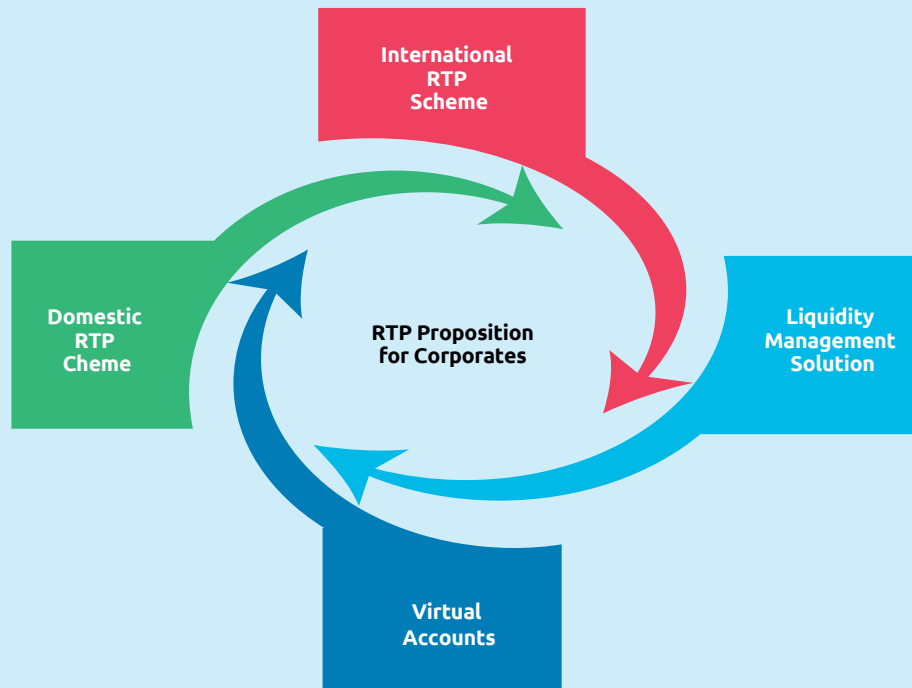 International
RTP
Scheme
Domestic
RTP
Cheme
RTP Proposition
for Corporates
Liquidity
Management
Solution
Virtual
Accounts